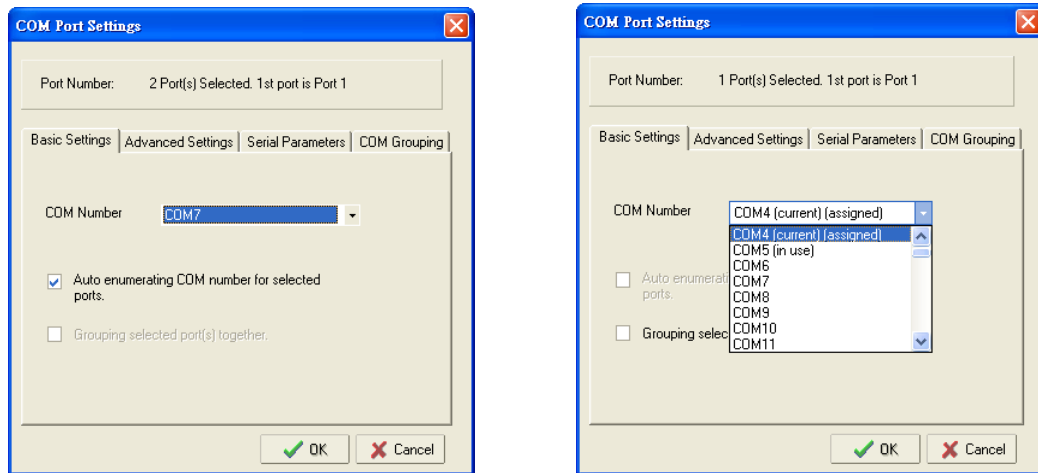 COM Port Settings
Port Number: 2 Port(s) Selected. 1st port is Port 1
Basic Settings Advanced Settings Serial Parameters COM Grouping
COM Number COM7
Auto enumerating COM number for selected
ports.
Grouping selected port(s) together.
OK Cancel
COM Port Settings
Port Number: 1 Port(s) Selected. 1st port is Port 1
Basic Settings Advanced Settings Serial Parameters COM Grouping
COM Number COM4 (current) (assigned)
COM4 (current) (assigned)
COM5 (in use)
COM6
COM7
COM8
COM9
COM10
COM11
Auto enumerati
ports.
Grouping selec
OK Cancel